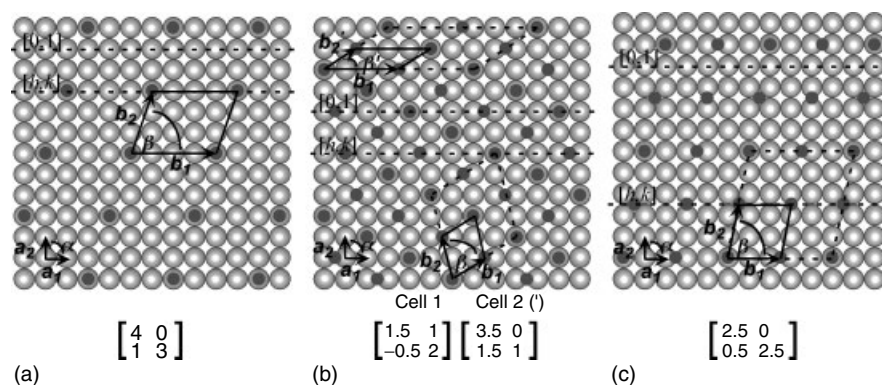 [0,1]
[h,k]
b₂
β
b₁
a₂
α
a₁
(a)
[4 0
1 3]
b₂'
β'
b₁'
[0,1]
[h,k]
b₂
β
b₁
a₂
α
a₁
Cell 1 Cell 2 (')
[1.5 1
−0.5 2] [3.5 0
1.5 1]
(b)
[0,1]
[h,k]
b₂
β
b₁
a₂
α
a₁
[2.5 0
0.5 2.5]
(c)